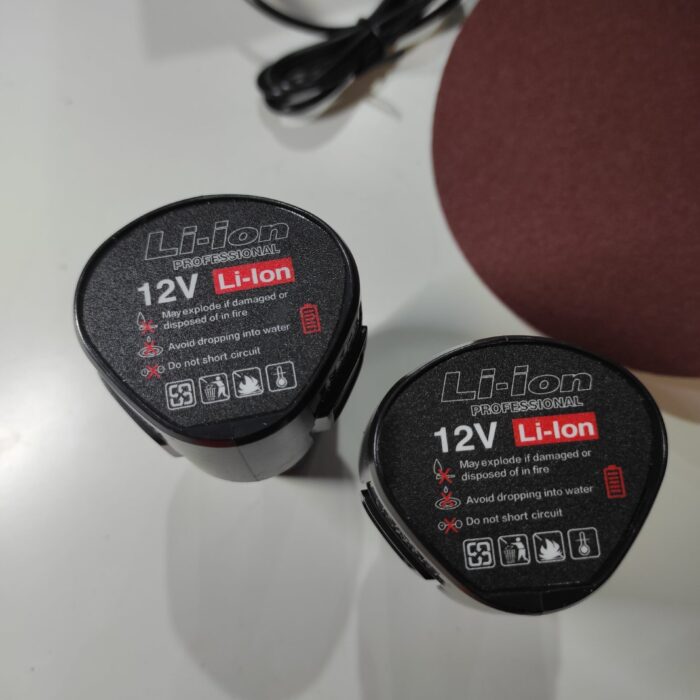 Li-ion
PROFESSIONAL
12V Li-Ion
May explode if damaged or
disposed of in fire
Avoid dropping into water
Do not short circuit
Li-ion
PROFESSIONAL
12V Li-Ion
May explode if damaged or
disposed of in fire
Avoid dropping into water
Do not short circuit